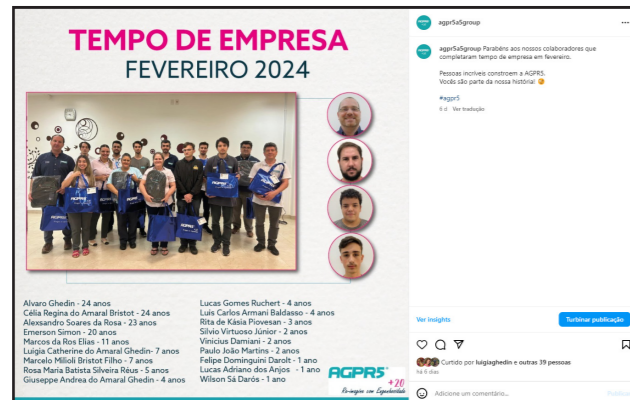 TEMPO DE EMPRESA
FEVEREIRO 2024
AGPR5
Alvaro Ghedin - 24 anos
Célia Regina do Amaral Bristot - 24 anos
Alexsandro Soares da Rosa - 23 anos
Emerson Simon - 20 anos
Marcos da Ros Elias - 11 anos
Luigia Catherine do Amaral Ghedin- 7 anos
Marcelo Milioli Bristot Filho - 7 anos
Rosa Maria Batista Silveira Réus - 5 anos
Giuseppe Andrea do Amaral Ghedin - 4 anos
Lucas Gomes Ruchert - 4 anos
Luis Carlos Armani Baldasso - 4 anos
Rita de Kásia Piovesan - 3 anos
Silvio Virtuoso Júnior - 2 anos
Vinicius Damiani - 2 anos
Paulo João Martins - 2 anos
Felipe Dominguini Darolt - 1 ano
Lucas Adriano dos Anjos - 1 ano
Wilson Sá Darós - 1 ano
AGPR5
+20
Re-imagine com Engenhosidade
agpr5a5group
agpr5a5group Parabéns aos nossos colaboradores que
completaram tempo de empresa em fevereiro.
Pessoas incríveis constroem a AGPR5.
Vocês são parte da nossa história!
#agpr5
6 d Ver tradução
Ver insights
Turbinar publicação
Curtido por luigiaghedin e outras 39 pessoas
há 6 dias
Adicione um comentário...
Publicar